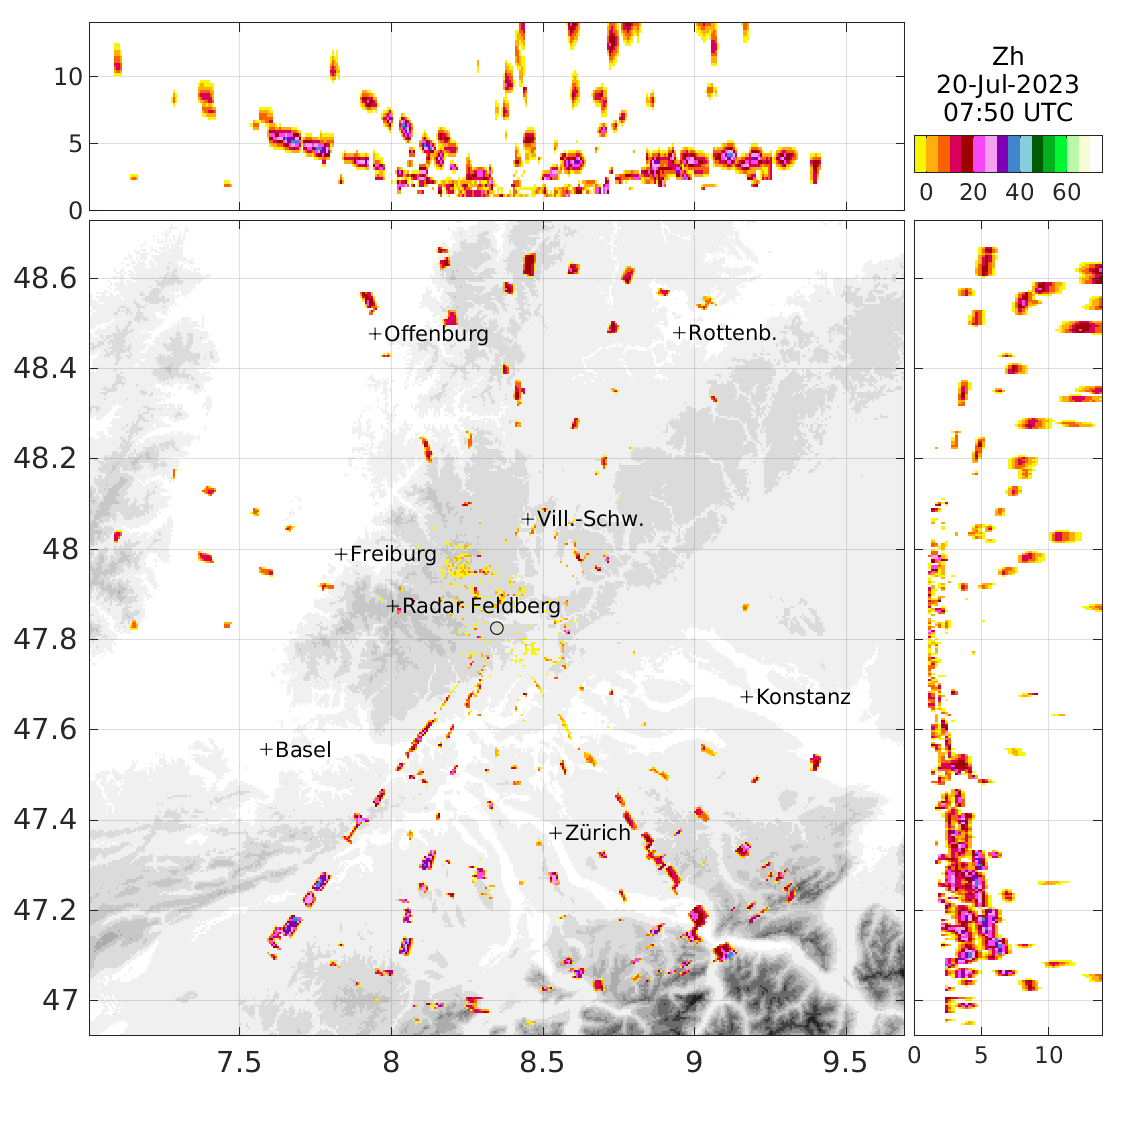 10
5
0
Zh
20-Jul-2023
07:50 UTC
0 20 40 60
48.6
48.4
48.2
48
47.8
47.6
47.4
47.2
47
+Offenburg
+Rottenb.
+Vill.-Schw.
+Freiburg
+Radar Feldberg
+Konstanz
+Basel
+Zürich
7.5 8 8.5 9 9.5
0 5 10